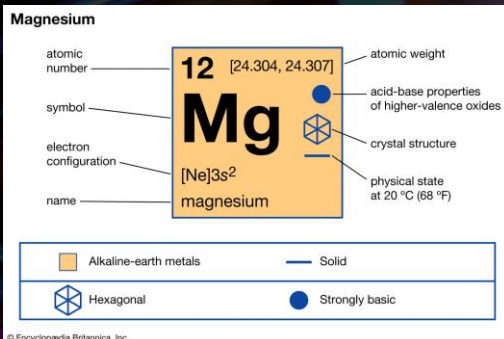 Magnesium
atomic
number
12
[24.304, 24.307]
atomic weight
symbol
Mg
acid-base properties
of higher-valence oxides
crystal structure
electron
configuration
[Ne]3s²
physical state
at 20 °C (68 °F)
name
magnesium
Alkaline-earth metals
Solid
Hexagonal
Strongly basic
© Encyclopædia Britannica, Inc.